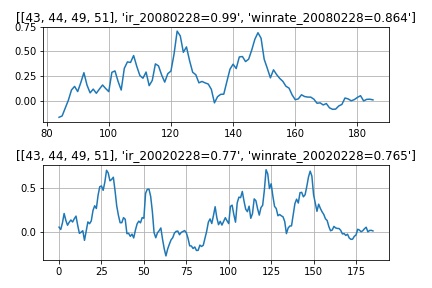 [[43, 44, 49, 51], 'ir_20080228=0.99', 'winrate_20080228=0.864']
0.75
0.50
0.25
0.00
80 100 120 140 160 180
[[43, 44, 49, 51], 'ir_20020228=0.77', 'winrate_20020228=0.765']
0.5
0.0
0 25 50 75 100 125 150 175